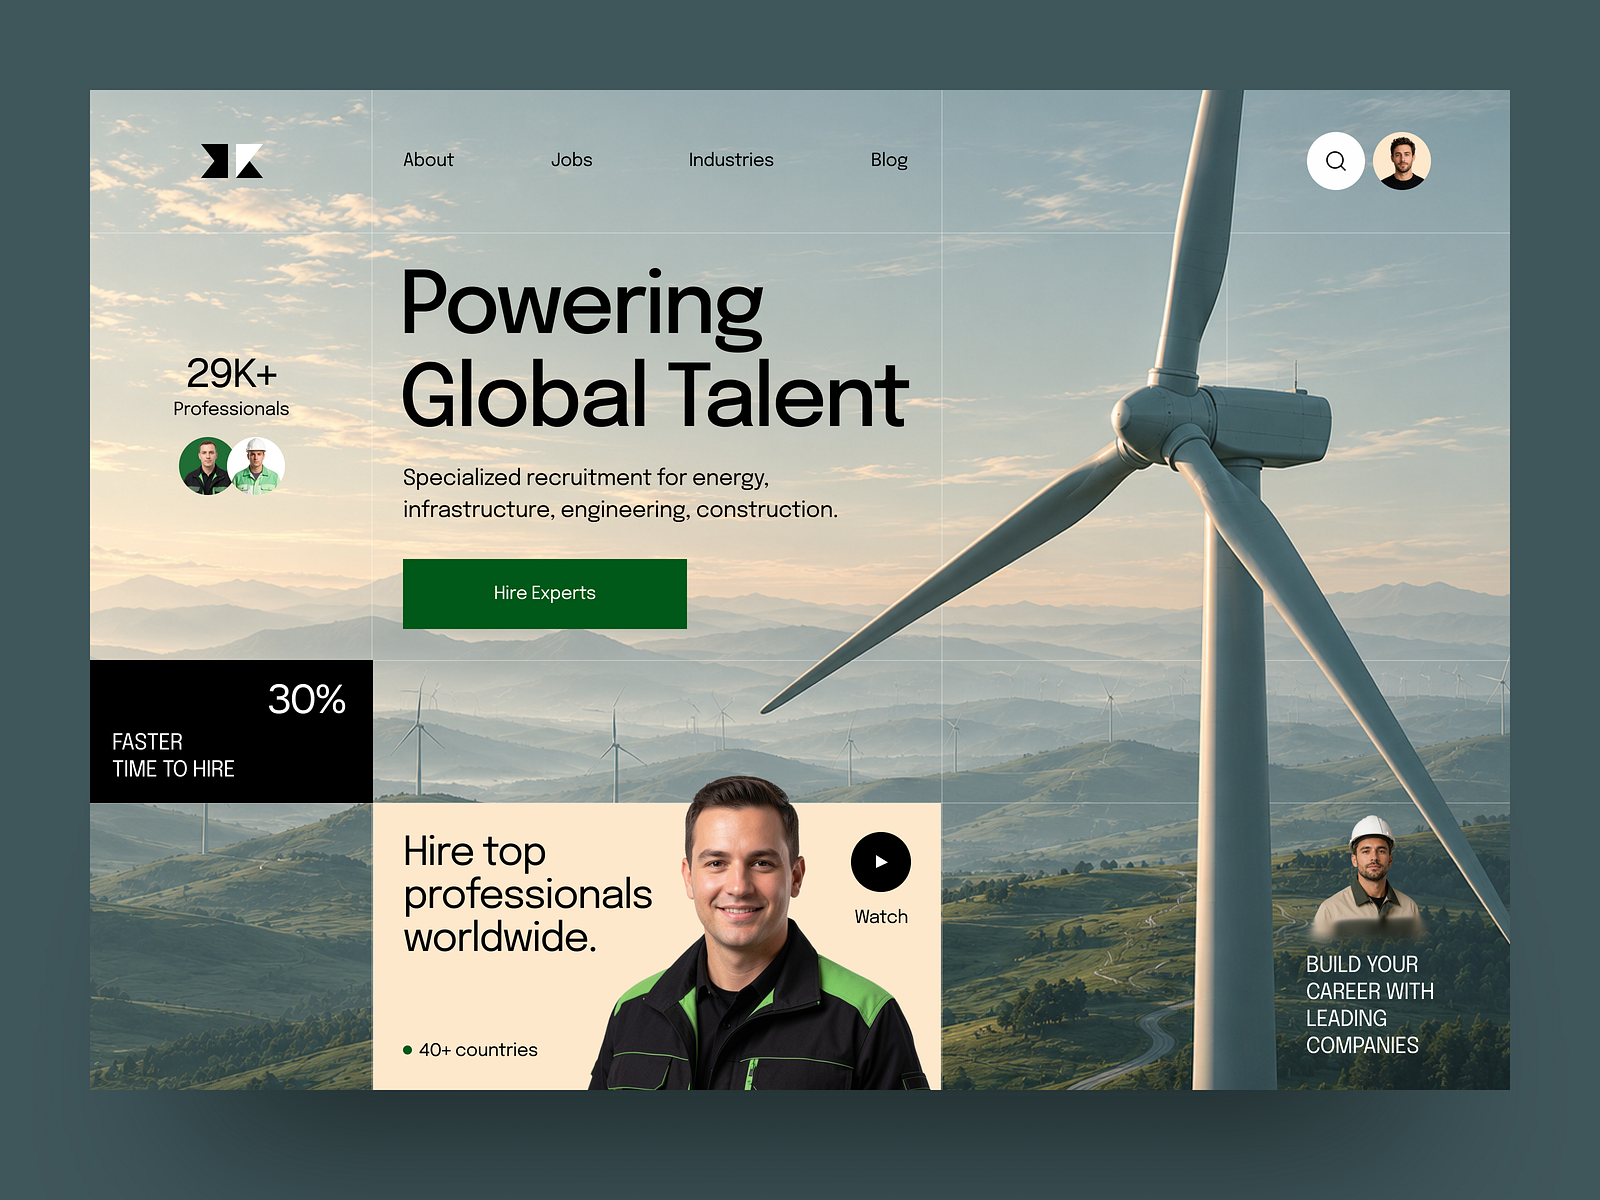 About
Jobs
Industries
Blog
Powering
Global Talent
29K+
Professionals
Specialized recruitment for energy,
infrastructure, engineering, construction.
Hire Experts
30%
FASTER
TIME TO HIRE
Hire top
professionals
worldwide.
Watch
40+ countries
BUILD YOUR
CAREER WITH
LEADING
COMPANIES